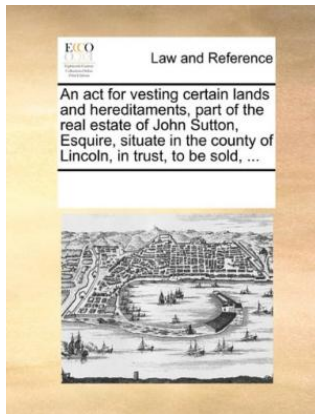 ECCO
Law and Reference
An act for vesting certain lands
and hereditaments, part of the
real estate of John Sutton,
Esquire, situate in the county of
Lincoln, in trust, to be sold, ...